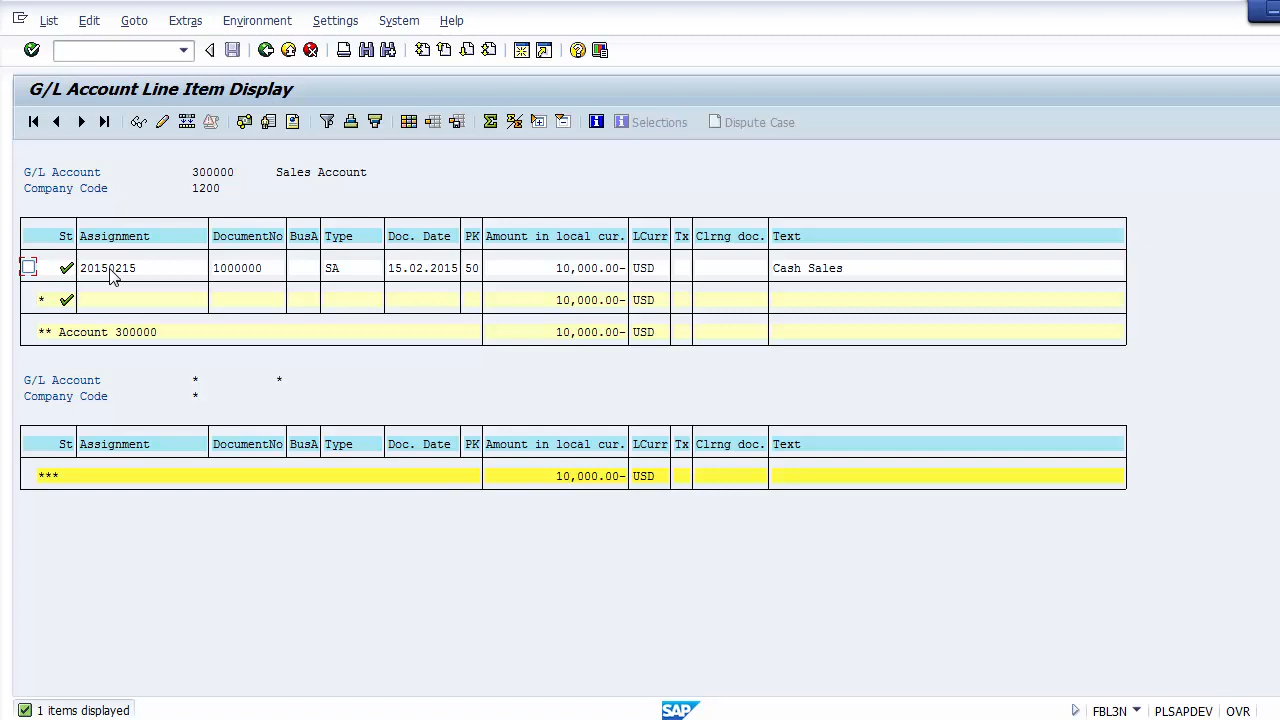 List Edit Goto Extras Environment Settings System Help
G/L Account Line Item Display
Selections Dispute Case
G/L Account 300000 Sales Account
Company Code 1200
St Assignment DocumentNo BusA Type Doc. Date PK Amount in local cur. LCurr Tx Clrng doc. Text
20150215 1000000 SA 15.02.2015 50 10,000.00- USD Cash Sales
* 10,000.00- USD
** Account 300000 10,000.00- USD
G/L Account * *
Company Code *
St Assignment DocumentNo BusA Type Doc. Date PK Amount in local cur. LCurr Tx Clrng doc. Text
*** 10,000.00- USD
1 items displayed SAP FBL3N PLSAPDEV OVR